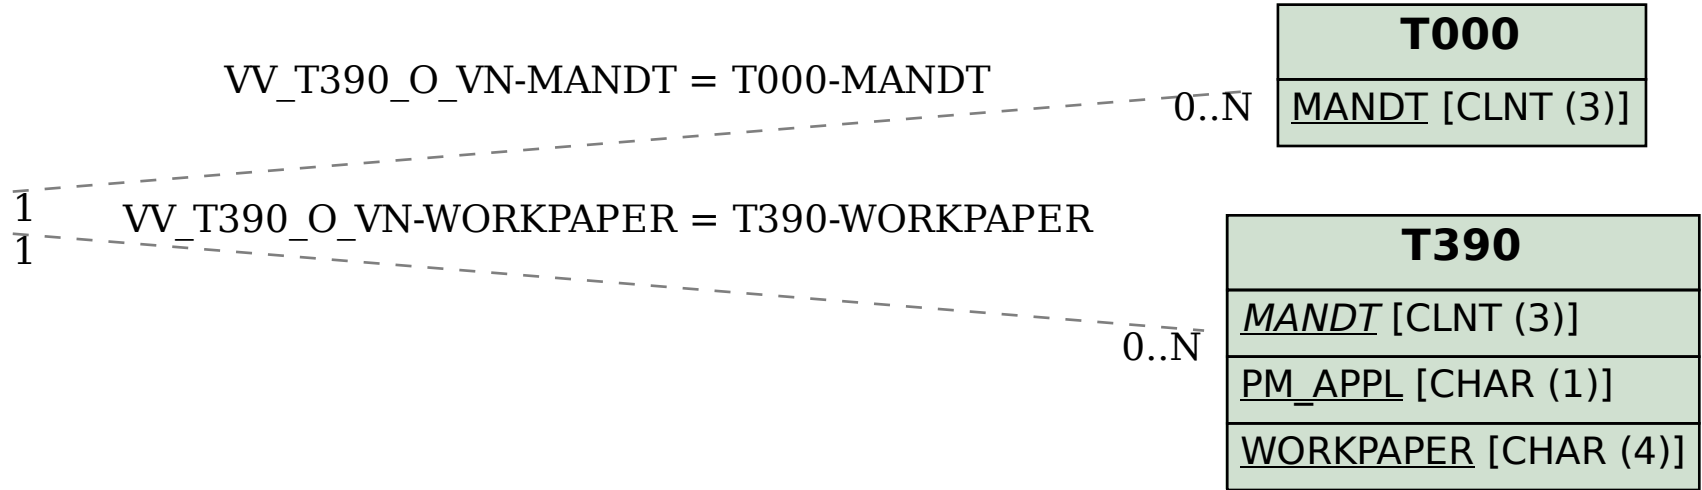 T000
VV_T390_O_VN-MANDT = T000-MANDT
0..N
MANDT [CLNT (3)]
1
VV_T390_O_VN-WORKPAPER = T390-WORKPAPER
1
T390
MANDT [CLNT (3)]
0..N
PM_APPL [CHAR (1)]
WORKPAPER [CHAR (4)]